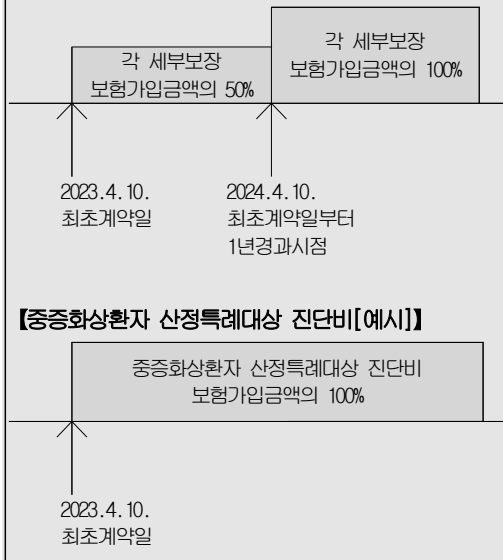 각 세부보장
보험가입금액의 50%
각 세부보장
보험가입금액의 100%
2023.4.10.
최초계약일
2024.4.10.
최초계약일부터
1년경과시점
【중증화상환자 산정특례대상 진단비[예시]】
중증화상환자 산정특례대상 진단비
보험가입금액의 100%
2023.4.10.
최초계약일